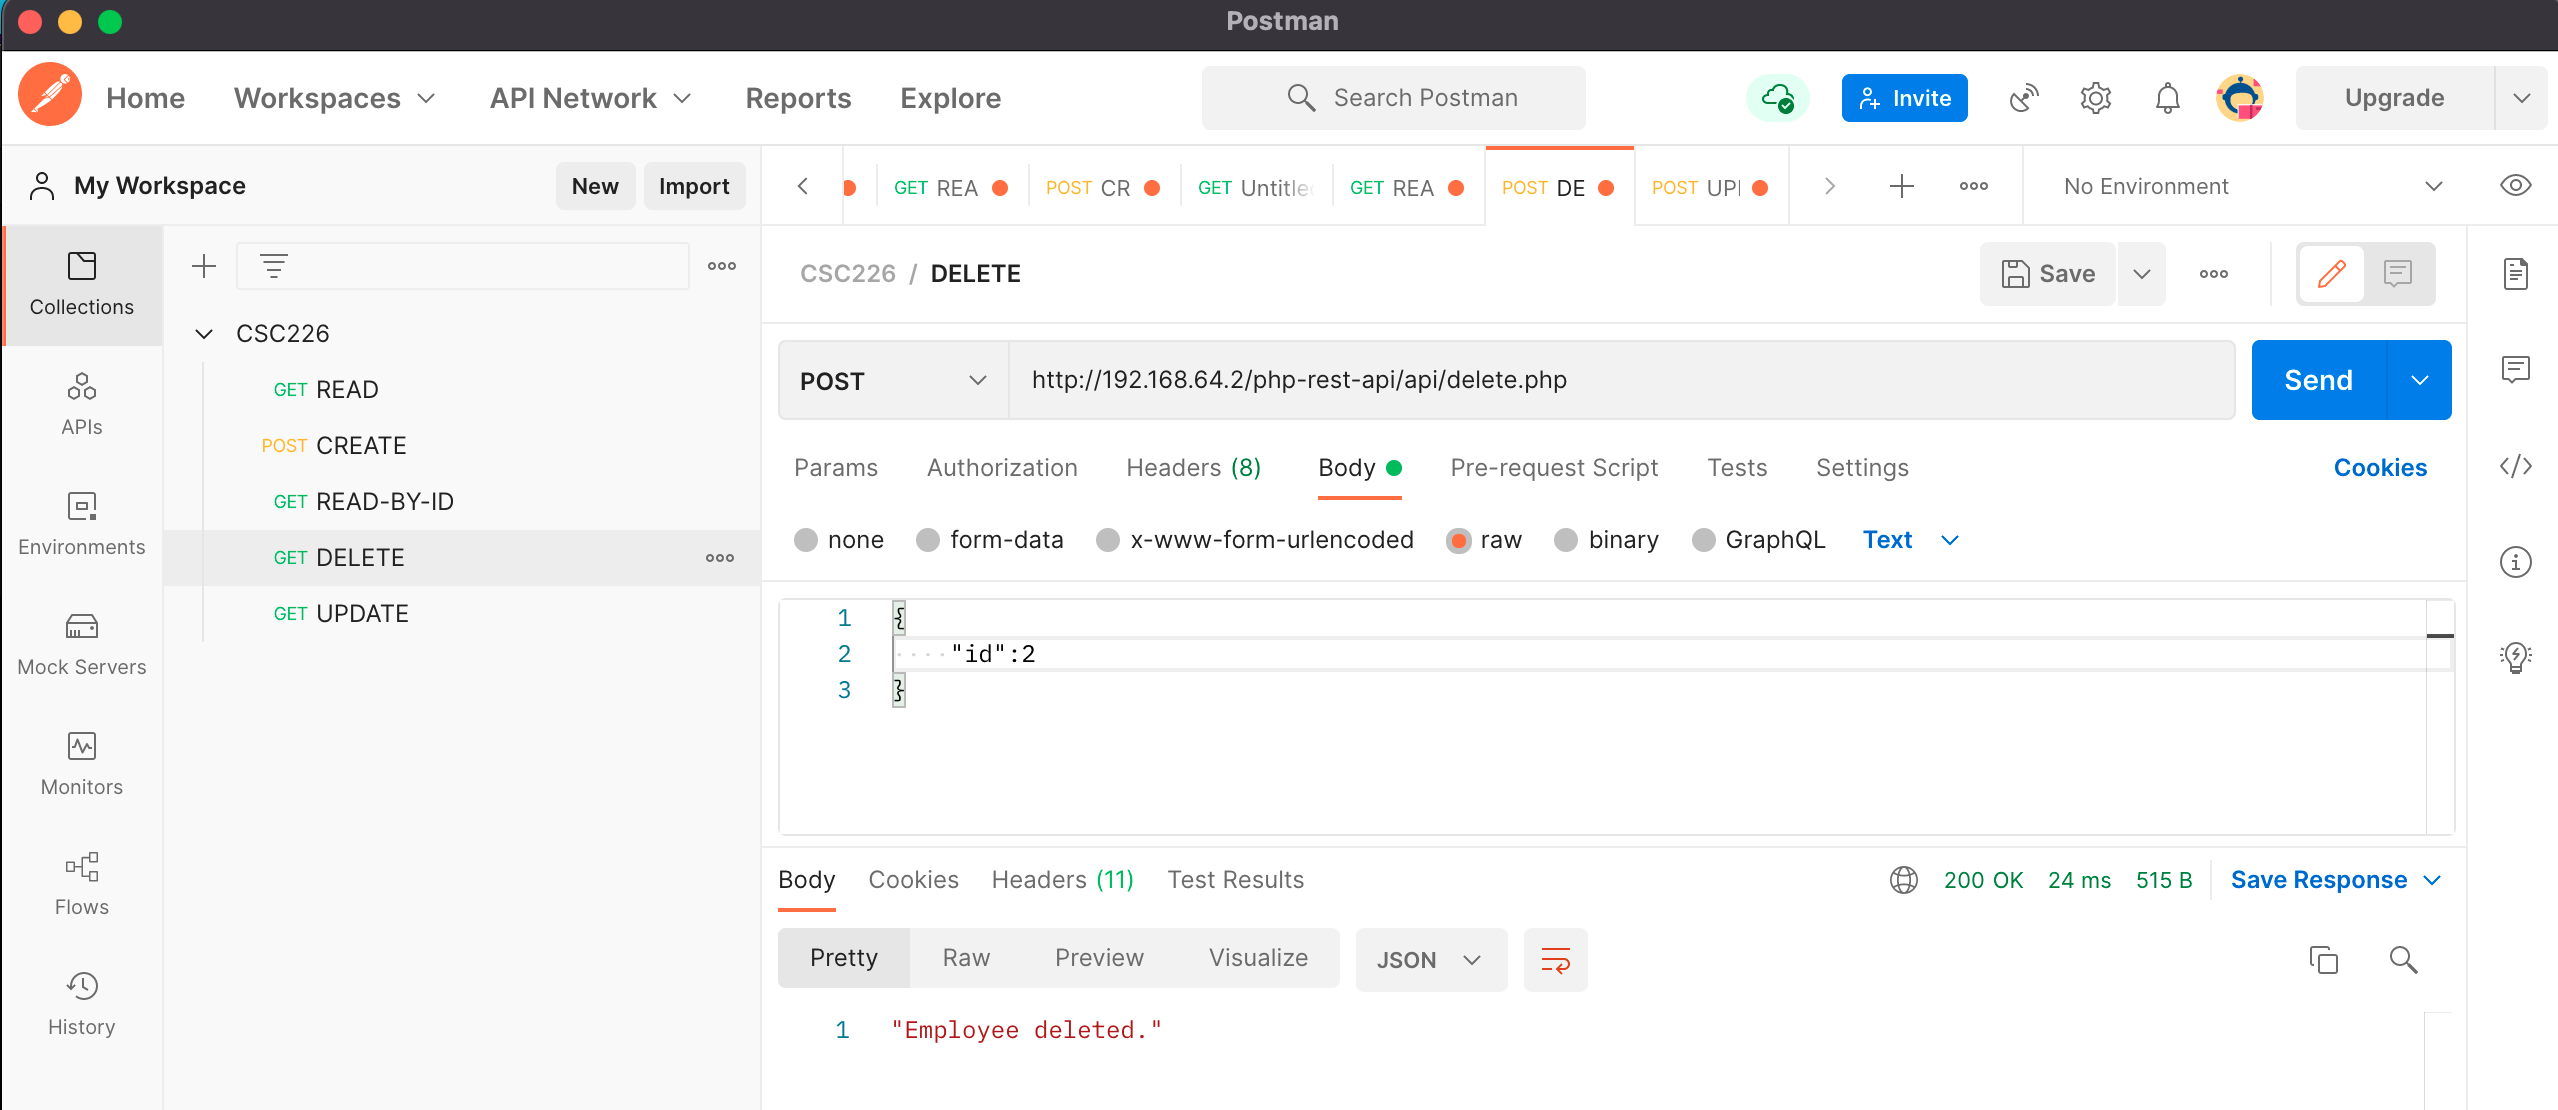 Postman
Home Workspaces API Network Reports Explore Search Postman Invite Upgrade
My Workspace New Import
GET REA POST CR GET Untitle GET REA POST DE POST UP No Environment
Collections
APIs
Environments
Mock Servers
Monitors
Flows
History
CSC226
GET READ
POST CREATE
GET READ-BY-ID
GET DELETE
GET UPDATE
CSC226 / DELETE Save
POST http://192.168.64.2/php-rest-api/api/delete.php Send
Params Authorization Headers (8) Body Pre-request Script Tests Settings Cookies
none form-data x-www-form-urlencoded raw binary GraphQL Text
1 {
2 "id":2
3 }
Body Cookies Headers (11) Test Results 200 OK 24 ms 515 B Save Response
Pretty Raw Preview Visualize JSON
1 "Employee deleted."